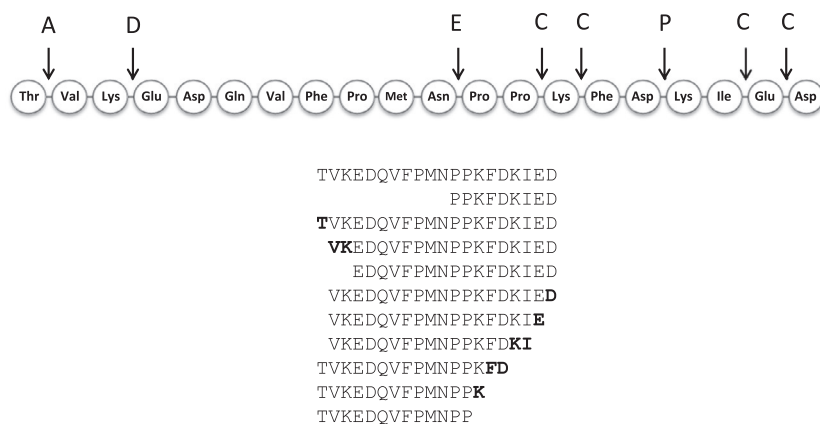 A D E C C P C C
Thr Val Lys Glu Asp Gln Val Phe Pro Met Asn Pro Pro Lys Phe Asp Lys Ile Glu Asp
TVKEDQVFPMNPPKFDKIED
PPKFDKIED
TVKEDQVFPMNPPKFDKIED
VKEDQVFPMNPPKFDKIED
EDQVFPMNPPKFDKIED
VKEDQVFPMNPPKFDKIED
VKEDQVFPMNPPKFDKIE
VKEDQVFPMNPPKFDKI
TVKEDQVFPMNPPKFD
TVKEDQVFPMNPPK
TVKEDQVFPMNPP